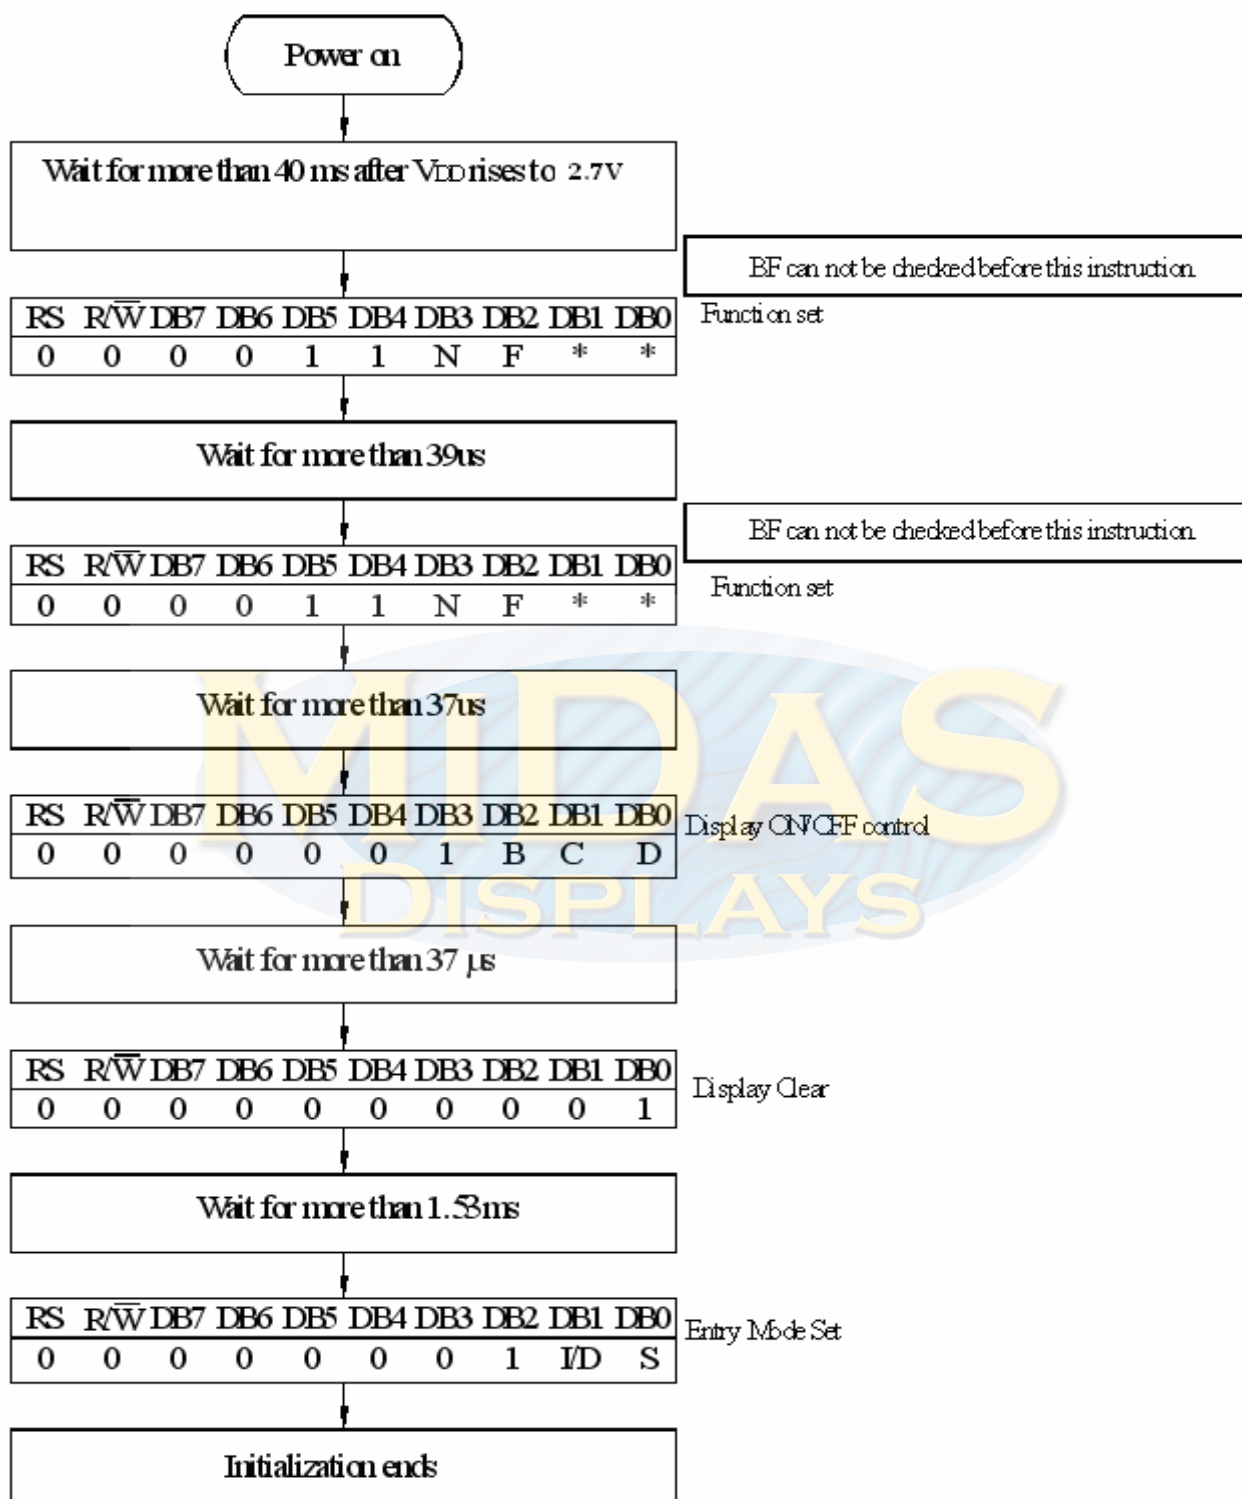 Power on
Wait for more than 40 ms after VDD rises to 2.7V
BF can not be checked before this instruction.
RS R/W̅ DB7 DB6 DB5 DB4 DB3 DB2 DB1 DB0
Function set
0 0 0 0 1 1 N F * *
Wait for more than 39us
BF can not be checked before this instruction.
RS R/W̅ DB7 DB6 DB5 DB4 DB3 DB2 DB1 DB0
Function set
0 0 0 0 1 1 N F * *
MIDAS
Wait for more than 37us
RS R/W̅ DB7 DB6 DB5 DB4 DB3 DB2 DB1 DB0
Display ON/OFF control
0 0 0 0 0 0 1 B C D
DISPLAYS
Wait for more than 37 μs
RS R/W̅ DB7 DB6 DB5 DB4 DB3 DB2 DB1 DB0
Display Clear
0 0 0 0 0 0 0 0 0 1
Wait for more than 1.53ms
RS R/W̅ DB7 DB6 DB5 DB4 DB3 DB2 DB1 DB0
Entry Mode Set
0 0 0 0 0 0 0 1 I/D S
Initialization ends